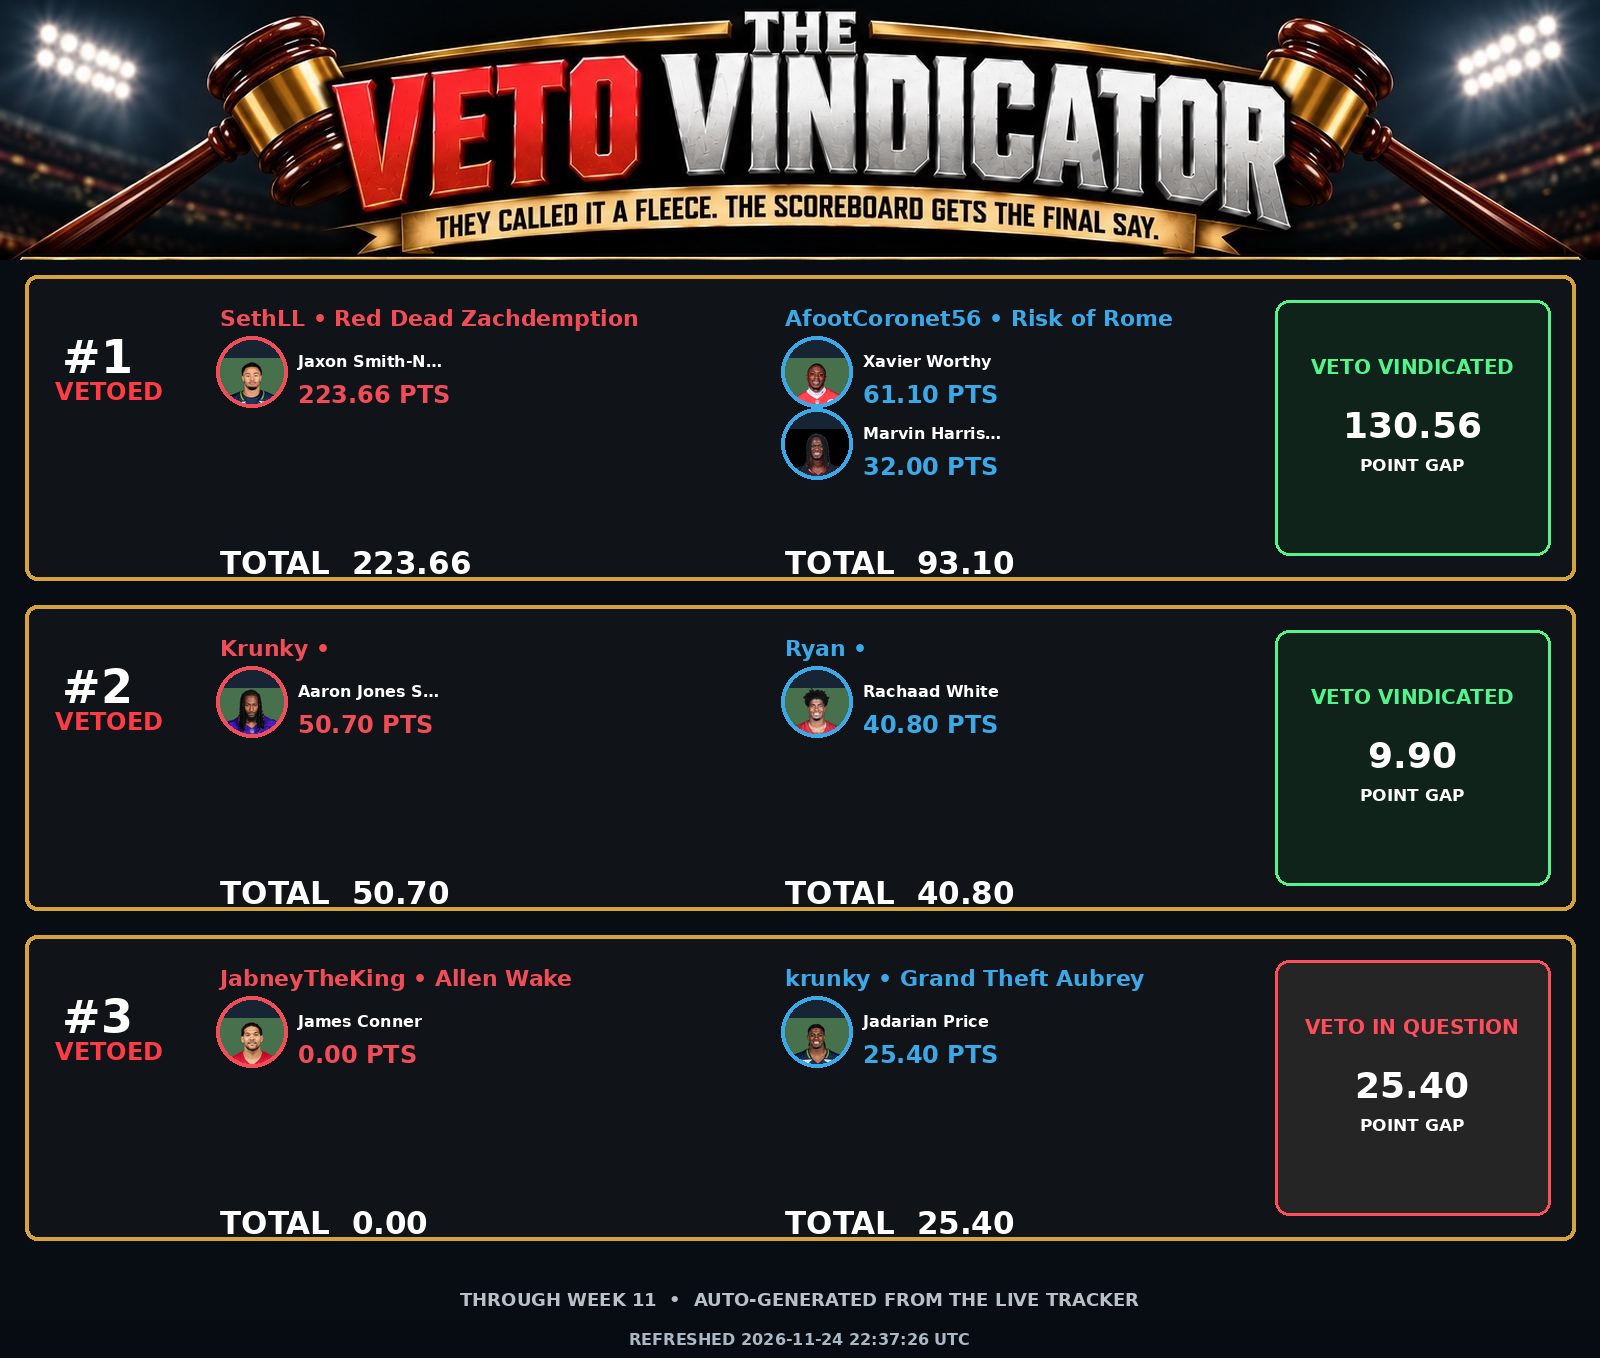 THE
VETO VINDICATOR
THEY CALLED IT A FLEECE. THE SCOREBOARD GETS THE FINAL SAY.
#1
VETOED
SethLL • Red Dead Zachdemption
Jaxon Smith-N...
223.66 PTS
TOTAL 223.66
AfootCoronet56 • Risk of Rome
Xavier Worthy
61.10 PTS
Marvin Harris...
32.00 PTS
TOTAL 93.10
VETO VINDICATED
130.56
POINT GAP
#2
VETOED
Krunky •
Aaron Jones S...
50.70 PTS
TOTAL 50.70
Ryan •
Rachaad White
40.80 PTS
TOTAL 40.80
VETO VINDICATED
9.90
POINT GAP
#3
VETOED
JabneyTheKing • Allen Wake
James Conner
0.00 PTS
TOTAL 0.00
krunky • Grand Theft Aubrey
Jadarian Price
25.40 PTS
TOTAL 25.40
VETO IN QUESTION
25.40
POINT GAP
THROUGH WEEK 11 • AUTO-GENERATED FROM THE LIVE TRACKER
REFRESHED 2026-11-24 22:37:26 UTC